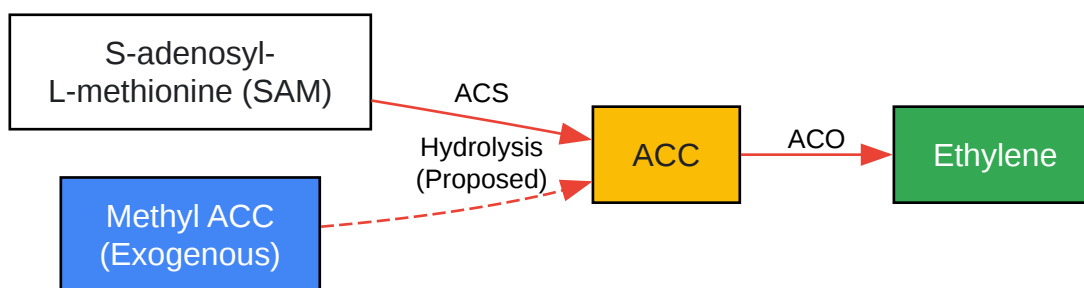 S-adenosyl-
L-methionine (SAM)
ACS
Hydrolysis
(Proposed)
Methyl ACC
(Exogenous)
ACC
ACO
Ethylene